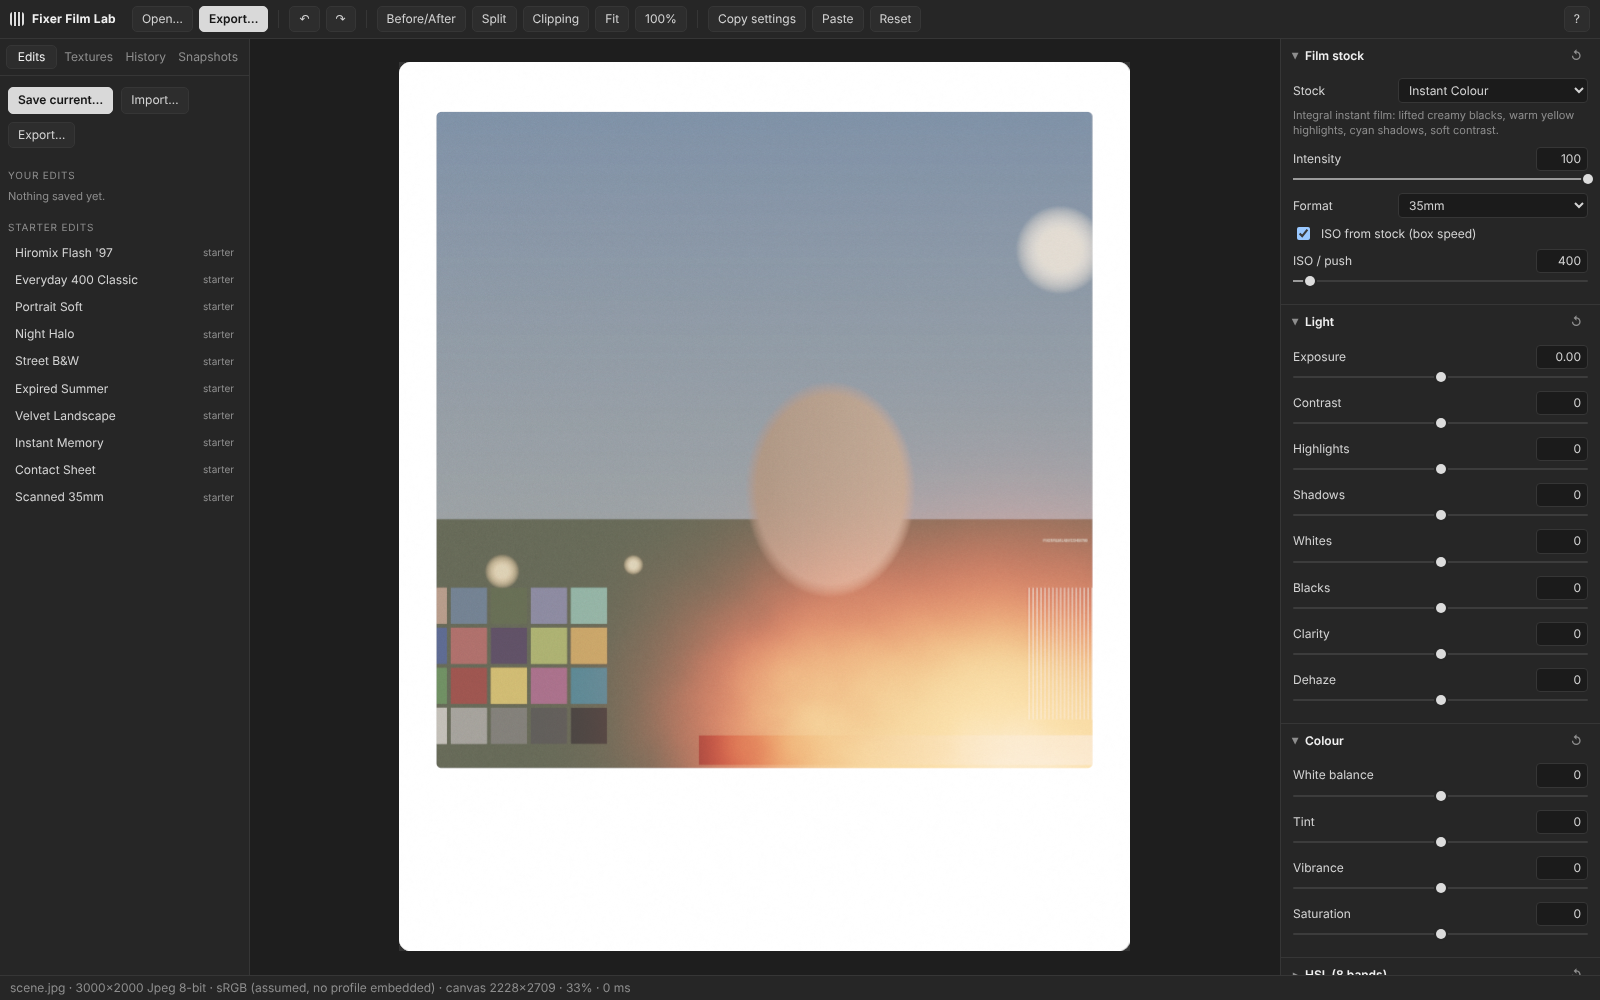 Fixer Film Lab
Open...
Export...
Before/After
Split
Clipping
Fit
100%
Copy settings
Paste
Reset
?
Edits
Textures
History
Snapshots
Save current...
Import...
Export...
YOUR EDITS
Nothing saved yet.
STARTER EDITS
Hiromix Flash '97 starter
Everyday 400 Classic starter
Portrait Soft starter
Night Halo starter
Street B&W starter
Expired Summer starter
Velvet Landscape starter
Instant Memory starter
Contact Sheet starter
Scanned 35mm starter
Film stock
Stock Instant Colour
Integral instant film: lifted creamy blacks, warm yellow
highlights, cyan shadows, soft contrast.
Intensity 100
Format 35mm
ISO from stock (box speed)
ISO / push 400
Light
Exposure 0.00
Contrast 0
Highlights 0
Shadows 0
Whites 0
Blacks 0
Clarity 0
Dehaze 0
Colour
White balance 0
Tint 0
Vibrance 0
Saturation 0
HSL (8 bands)
scene.jpg · 3000×2000 Jpeg 8-bit · sRGB (assumed, no profile embedded) · canvas 2228×2709 · 33% · 0 ms